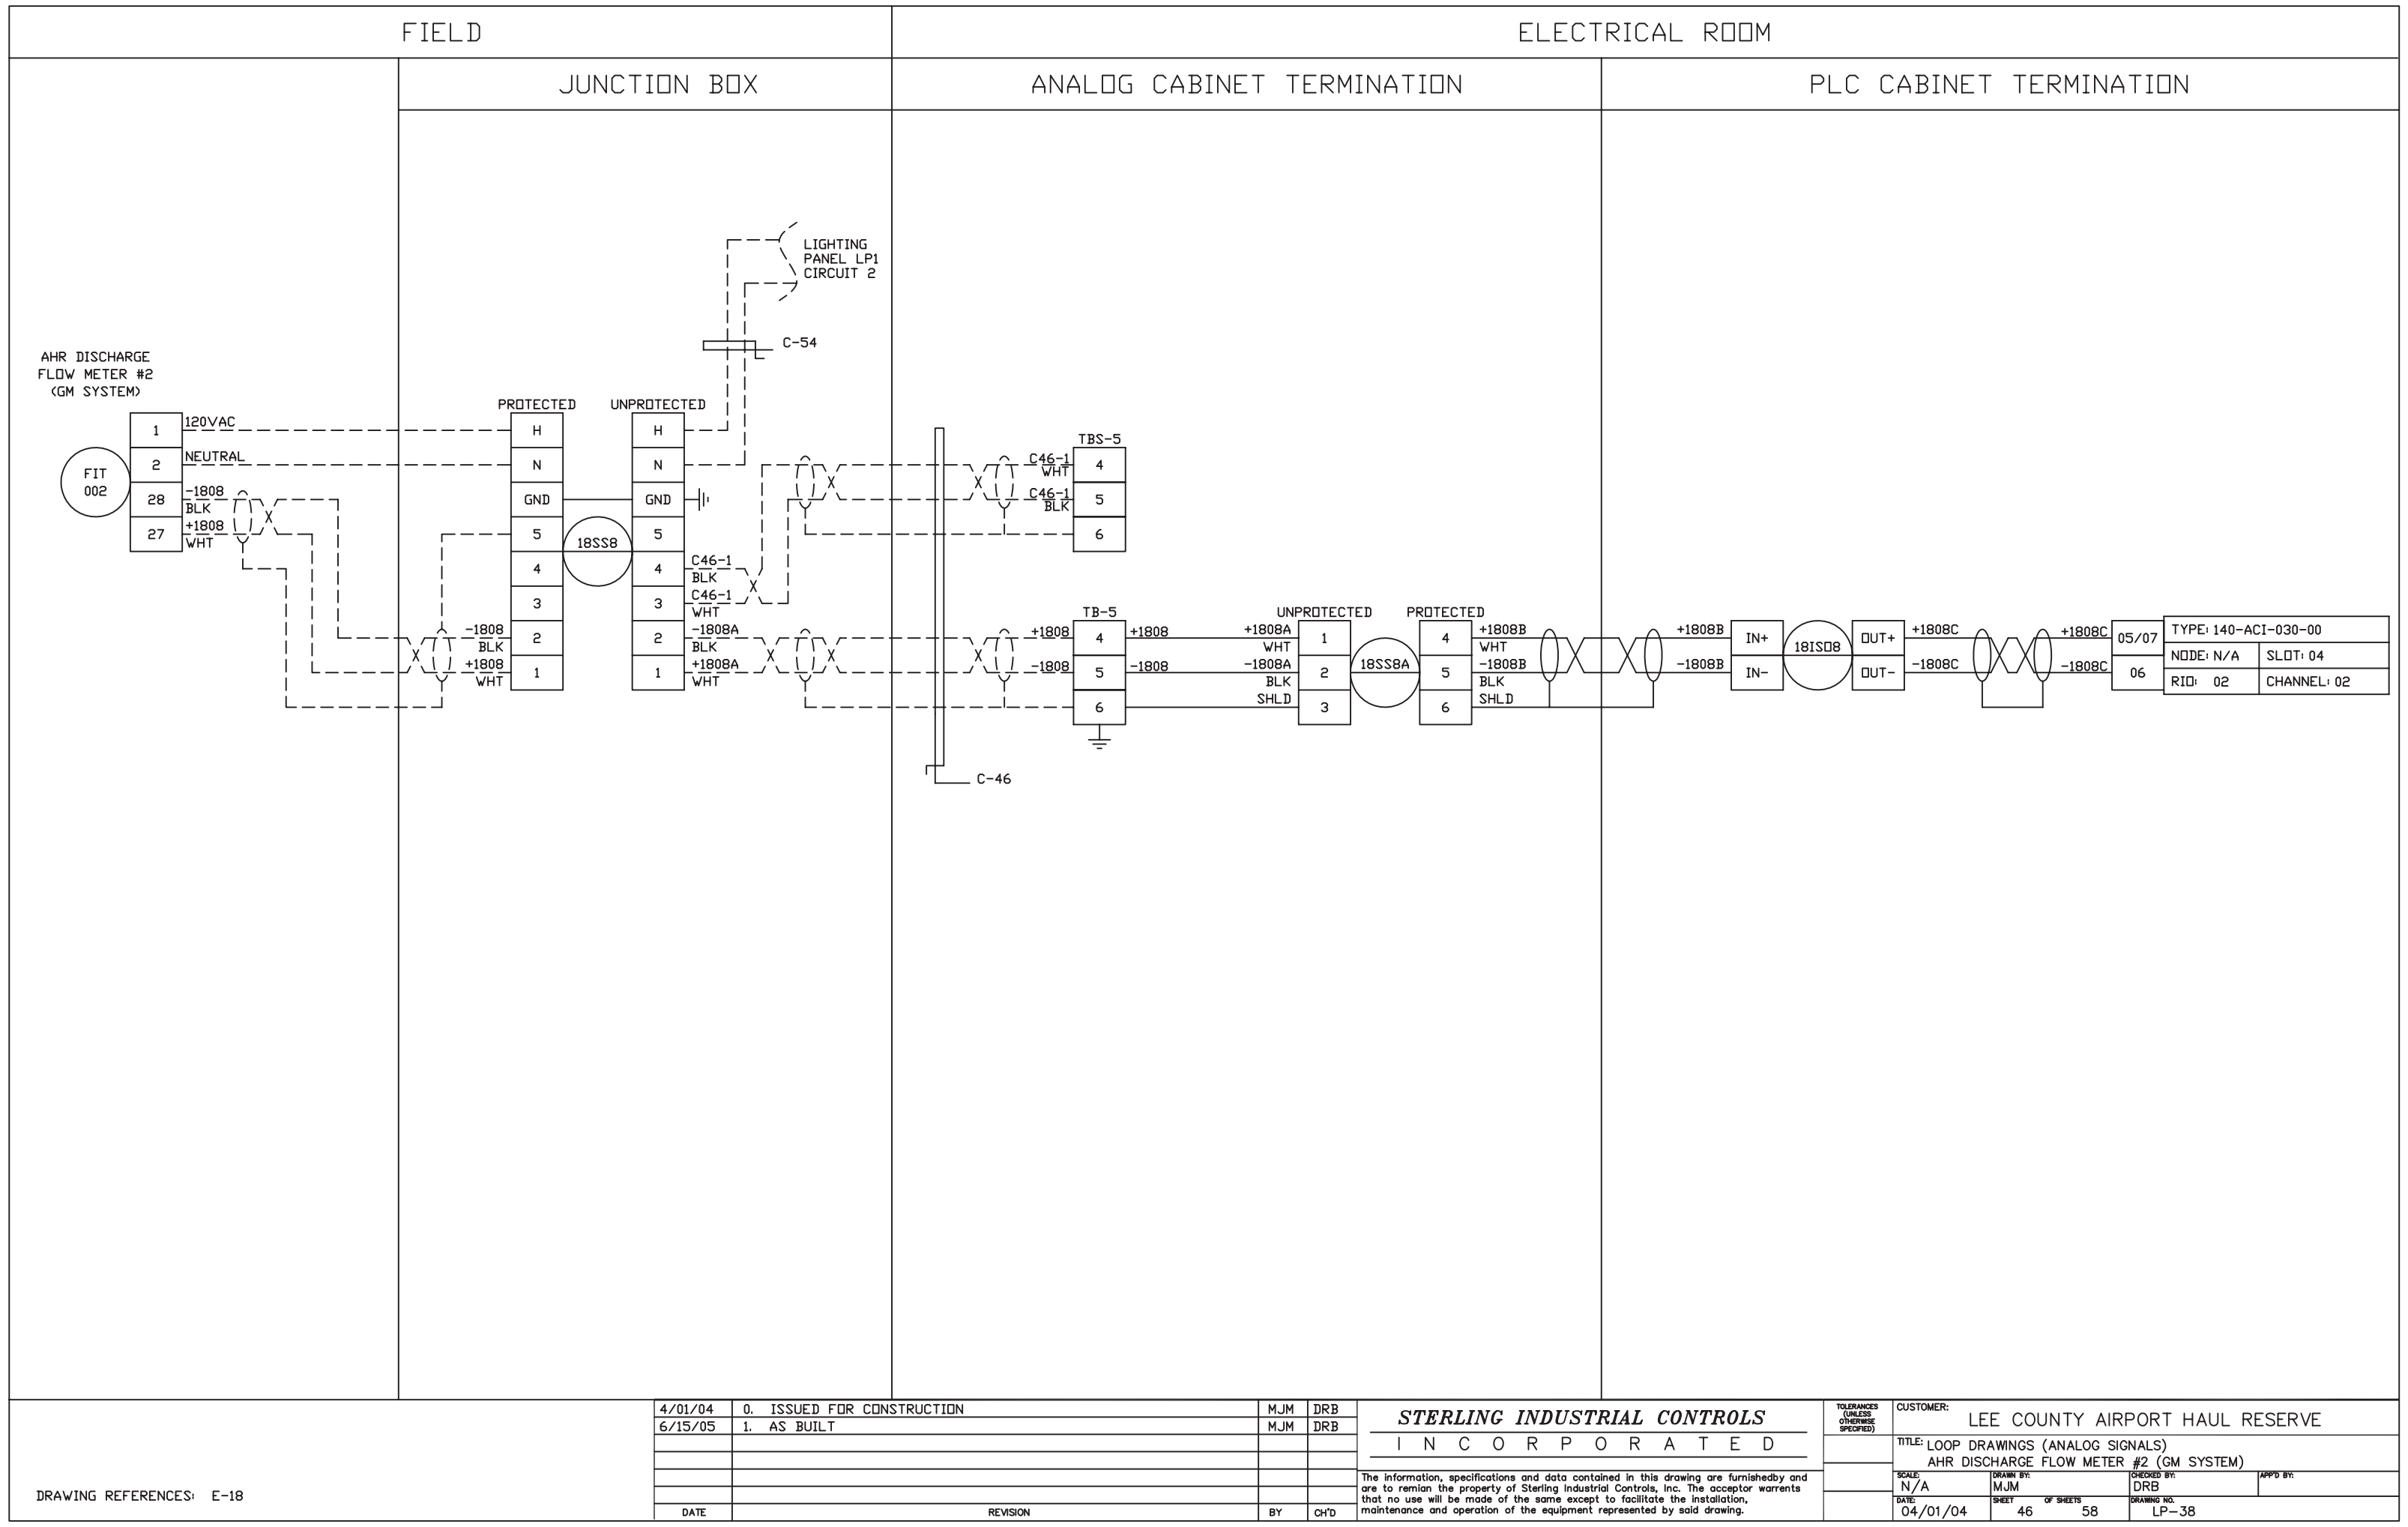 FIELD
ELECTRICAL ROOM
JUNCTION BOX
ANALOG CABINET TERMINATION
PLC CABINET TERMINATION
LIGHTING
PANEL LP1
CIRCUIT 2
C-54
AHR DISCHARGE
FLOW METER #2
(GM SYSTEM)
FIT
002
1
2
28
27
120VAC
NEUTRAL
-1808
BLK
+1808
WHT
PROTECTED
H
N
GND
5
4
3
2
1
-1808
BLK
+1808
WHT
18SS8
UNPROTECTED
H
N
GND
5
4
3
2
1
C46-1
BLK
C46-1
WHT
-1808A
BLK
+1808A
WHT
TBS-5
C46-1
WHT
C46-1
BLK
4
5
6
TB-5
+1808
-1808
4
5
6
+1808
-1808
C-46
UNPROTECTED
+1808A
WHT
-1808A
BLK
SHLD
1
2
3
18SS8A
PROTECTED
4
5
6
+1808B
WHT
-1808B
BLK
SHLD
+1808B
-1808B
IN+
IN-
18ISO8
OUT+
OUT-
+1808C
-1808C
+1808C
-1808C
05/07
06
TYPE: 140-ACI-030-00
NODE: N/A
SLOT: 04
RIO: 02
CHANNEL: 02
DRAWING REFERENCES: E-18
4/01/04 0. ISSUED FOR CONSTRUCTION MJM DRB
6/15/05 1. AS BUILT MJM DRB
DATE REVISION BY CH'D
STERLING INDUSTRIAL CONTROLS
INCORPORATED
The information, specifications and data contained in this drawing are furnishedby and
are to remian the property of Sterling Industrial Controls, Inc. The acceptor warrents
that no use will be made of the same except to facilitate the installation,
maintenance and operation of the equipment represented by said drawing.
TOLERANCES
(UNLESS
OTHERWISE
SPECIFIED)
CUSTOMER:
LEE COUNTY AIRPORT HAUL RESERVE
TITLE: LOOP DRAWINGS (ANALOG SIGNALS)
AHR DISCHARGE FLOW METER #2 (GM SYSTEM)
SCALE:
N/A
DRAWN BY:
MJM
CHECKED BY:
DRB
APP'D BY:
DATE:
04/01/04
SHEET 46 OF SHEETS 58
DRAWING NO.
LP-38